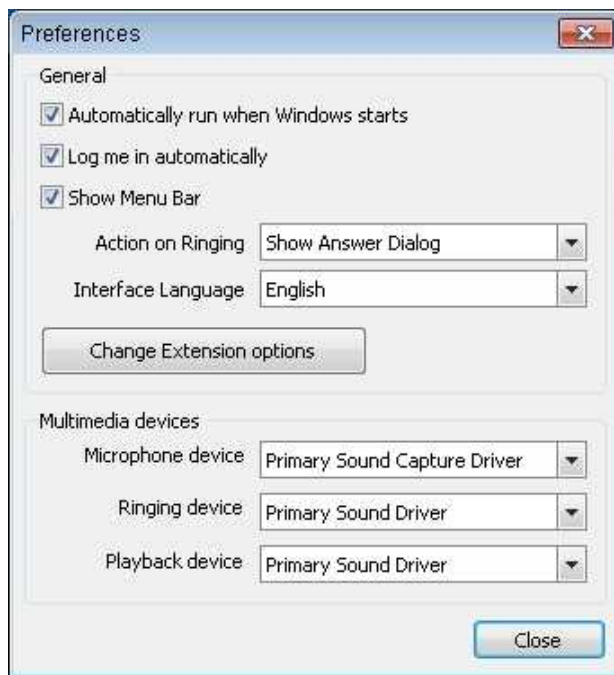 Preferences
General
Automatically run when Windows starts
Log me in automatically
Show Menu Bar
Action on Ringing Show Answer Dialog
Interface Language English
Change Extension options
Multimedia devices
Microphone device Primary Sound Capture Driver
Ringing device Primary Sound Driver
Playback device Primary Sound Driver
Close